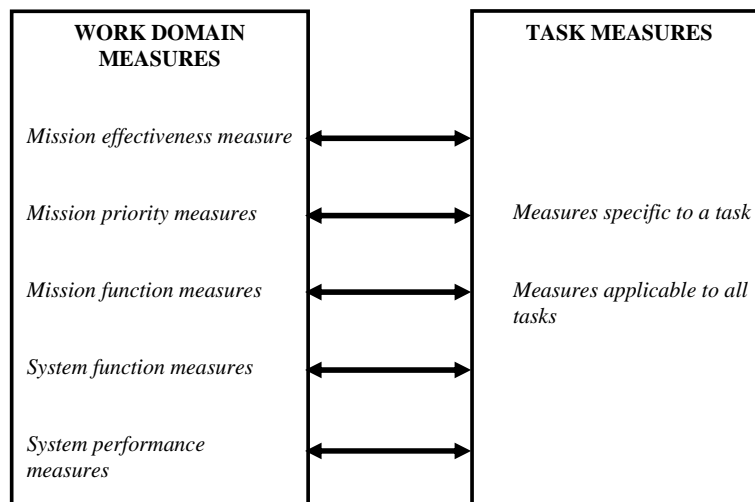 WORK DOMAIN
MEASURES
Mission effectiveness measure
Mission priority measures
Mission function measures
System function measures
System performance
measures
TASK MEASURES
Measures specific to a task
Measures applicable to all
tasks